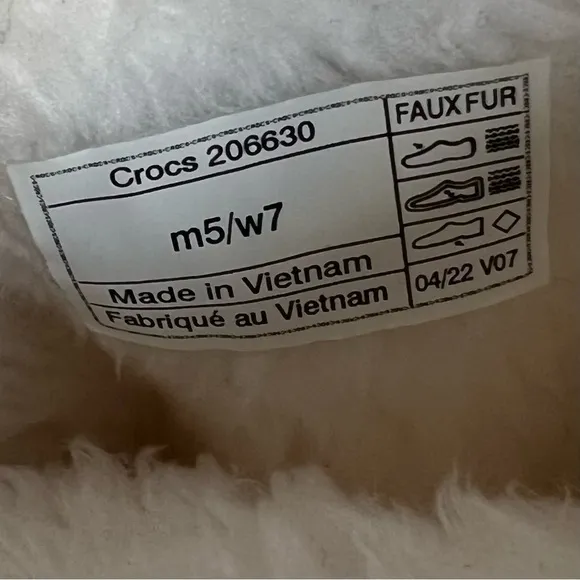 Crocs 206630
m5/w7
Made in Vietnam
Fabriqué au Vietnam
FAUX FUR
04/22 V07